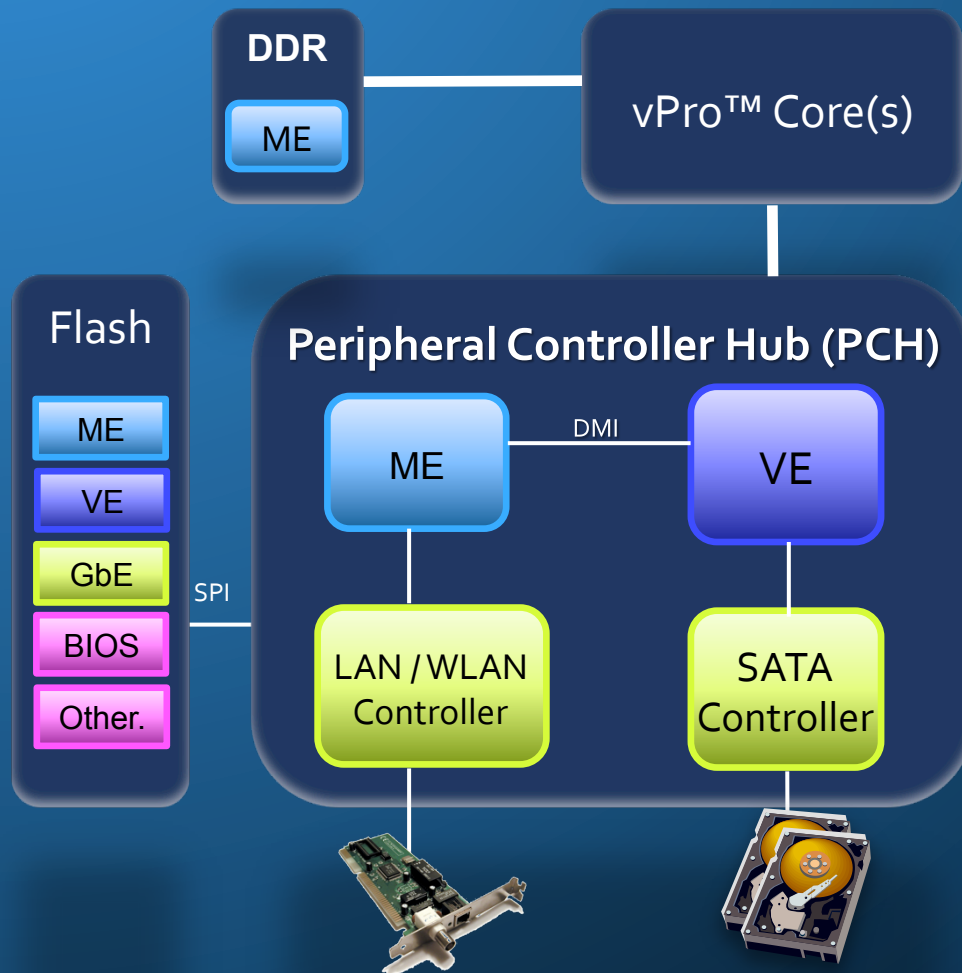 DDR
ME
vPro™ Core(s)
Flash
ME
VE
GbE
BIOS
Other.
SPI
Peripheral Controller Hub (PCH)
ME
DMI
VE
LAN / WLAN
Controller
SATA
Controller